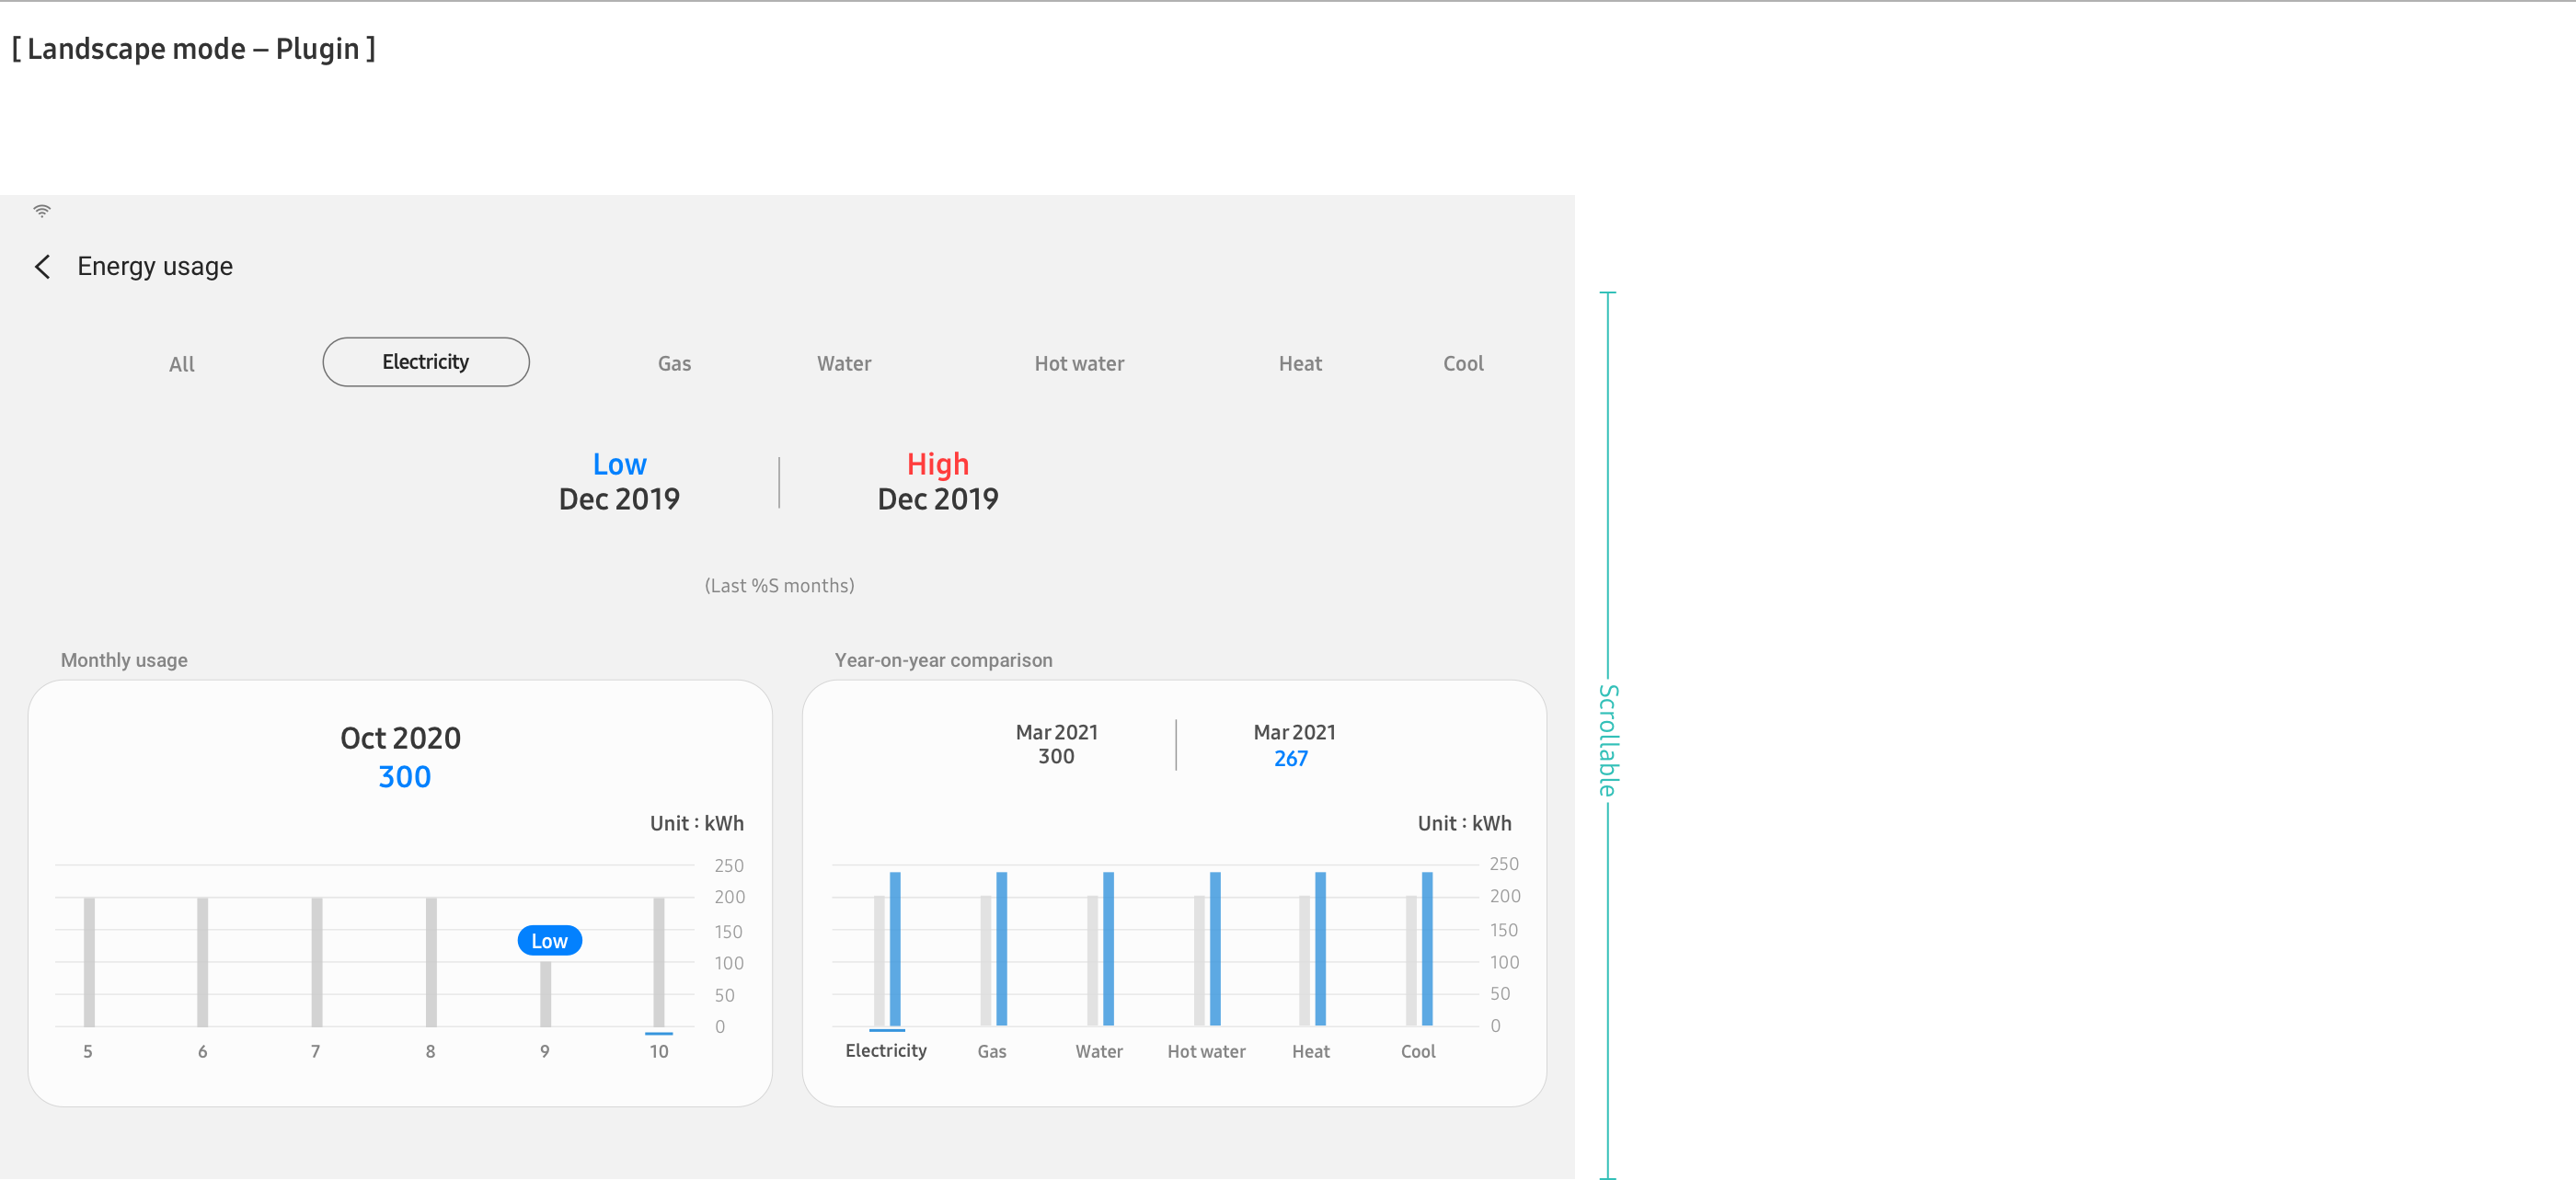 [ Landscape mode – Plugin ]
Energy usage
All
Electricity
Gas
Water
Hot water
Heat
Cool
Low
Dec 2019
High
Dec 2019
(Last %S months)
Monthly usage
Oct 2020
300
Unit : kWh
250
200
150
100
50
0
Low
5
6
7
8
9
10
Year-on-year comparison
Mar 2021
300
Mar 2021
267
Unit : kWh
250
200
150
100
50
0
Electricity
Gas
Water
Hot water
Heat
Cool
Scrollable